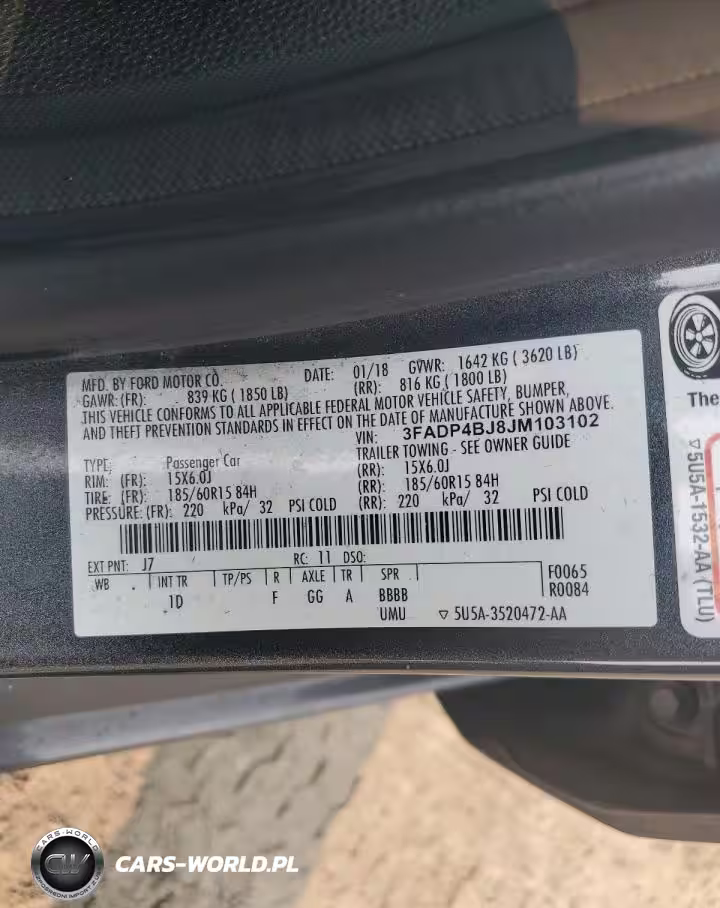 MFD. BY FORD MOTOR CO.
DATE: 01/18 GVWR: 1642 KG ( 3620 LB)
GAWR: (FR): 839 KG ( 1850 LB) (RR): 816 KG ( 1800 LB)
THIS VEHICLE CONFORMS TO ALL APPLICABLE FEDERAL MOTOR VEHICLE SAFETY, BUMPER,
AND THEFT PREVENTION STANDARDS IN EFFECT ON THE DATE OF MANUFACTURE SHOWN ABOVE.
VIN: 3FADP4BJ8JM103102
TYPE: Passenger Car TRAILER TOWING - SEE OWNER GUIDE
RIM: (FR): 15X6.0J (RR): 15X6.0J
TIRE: (FR): 185/60R15 84H (RR): 185/60R15 84H
PRESSURE: (FR): 220 kPa/ 32 PSI COLD (RR): 220 kPa/ 32 PSI COLD
EXT PNT: J7 RC: 11 DSO:
WB INT TR TP/PS R AXLE TR SPR F0065
1D F GG A BBBB R0084
UMU ▽ 5U5A-3520472-AA
The
▽5U5A-1532-AA (TLU)
CARS-WORLD
CW
CARS-WORLD.PL